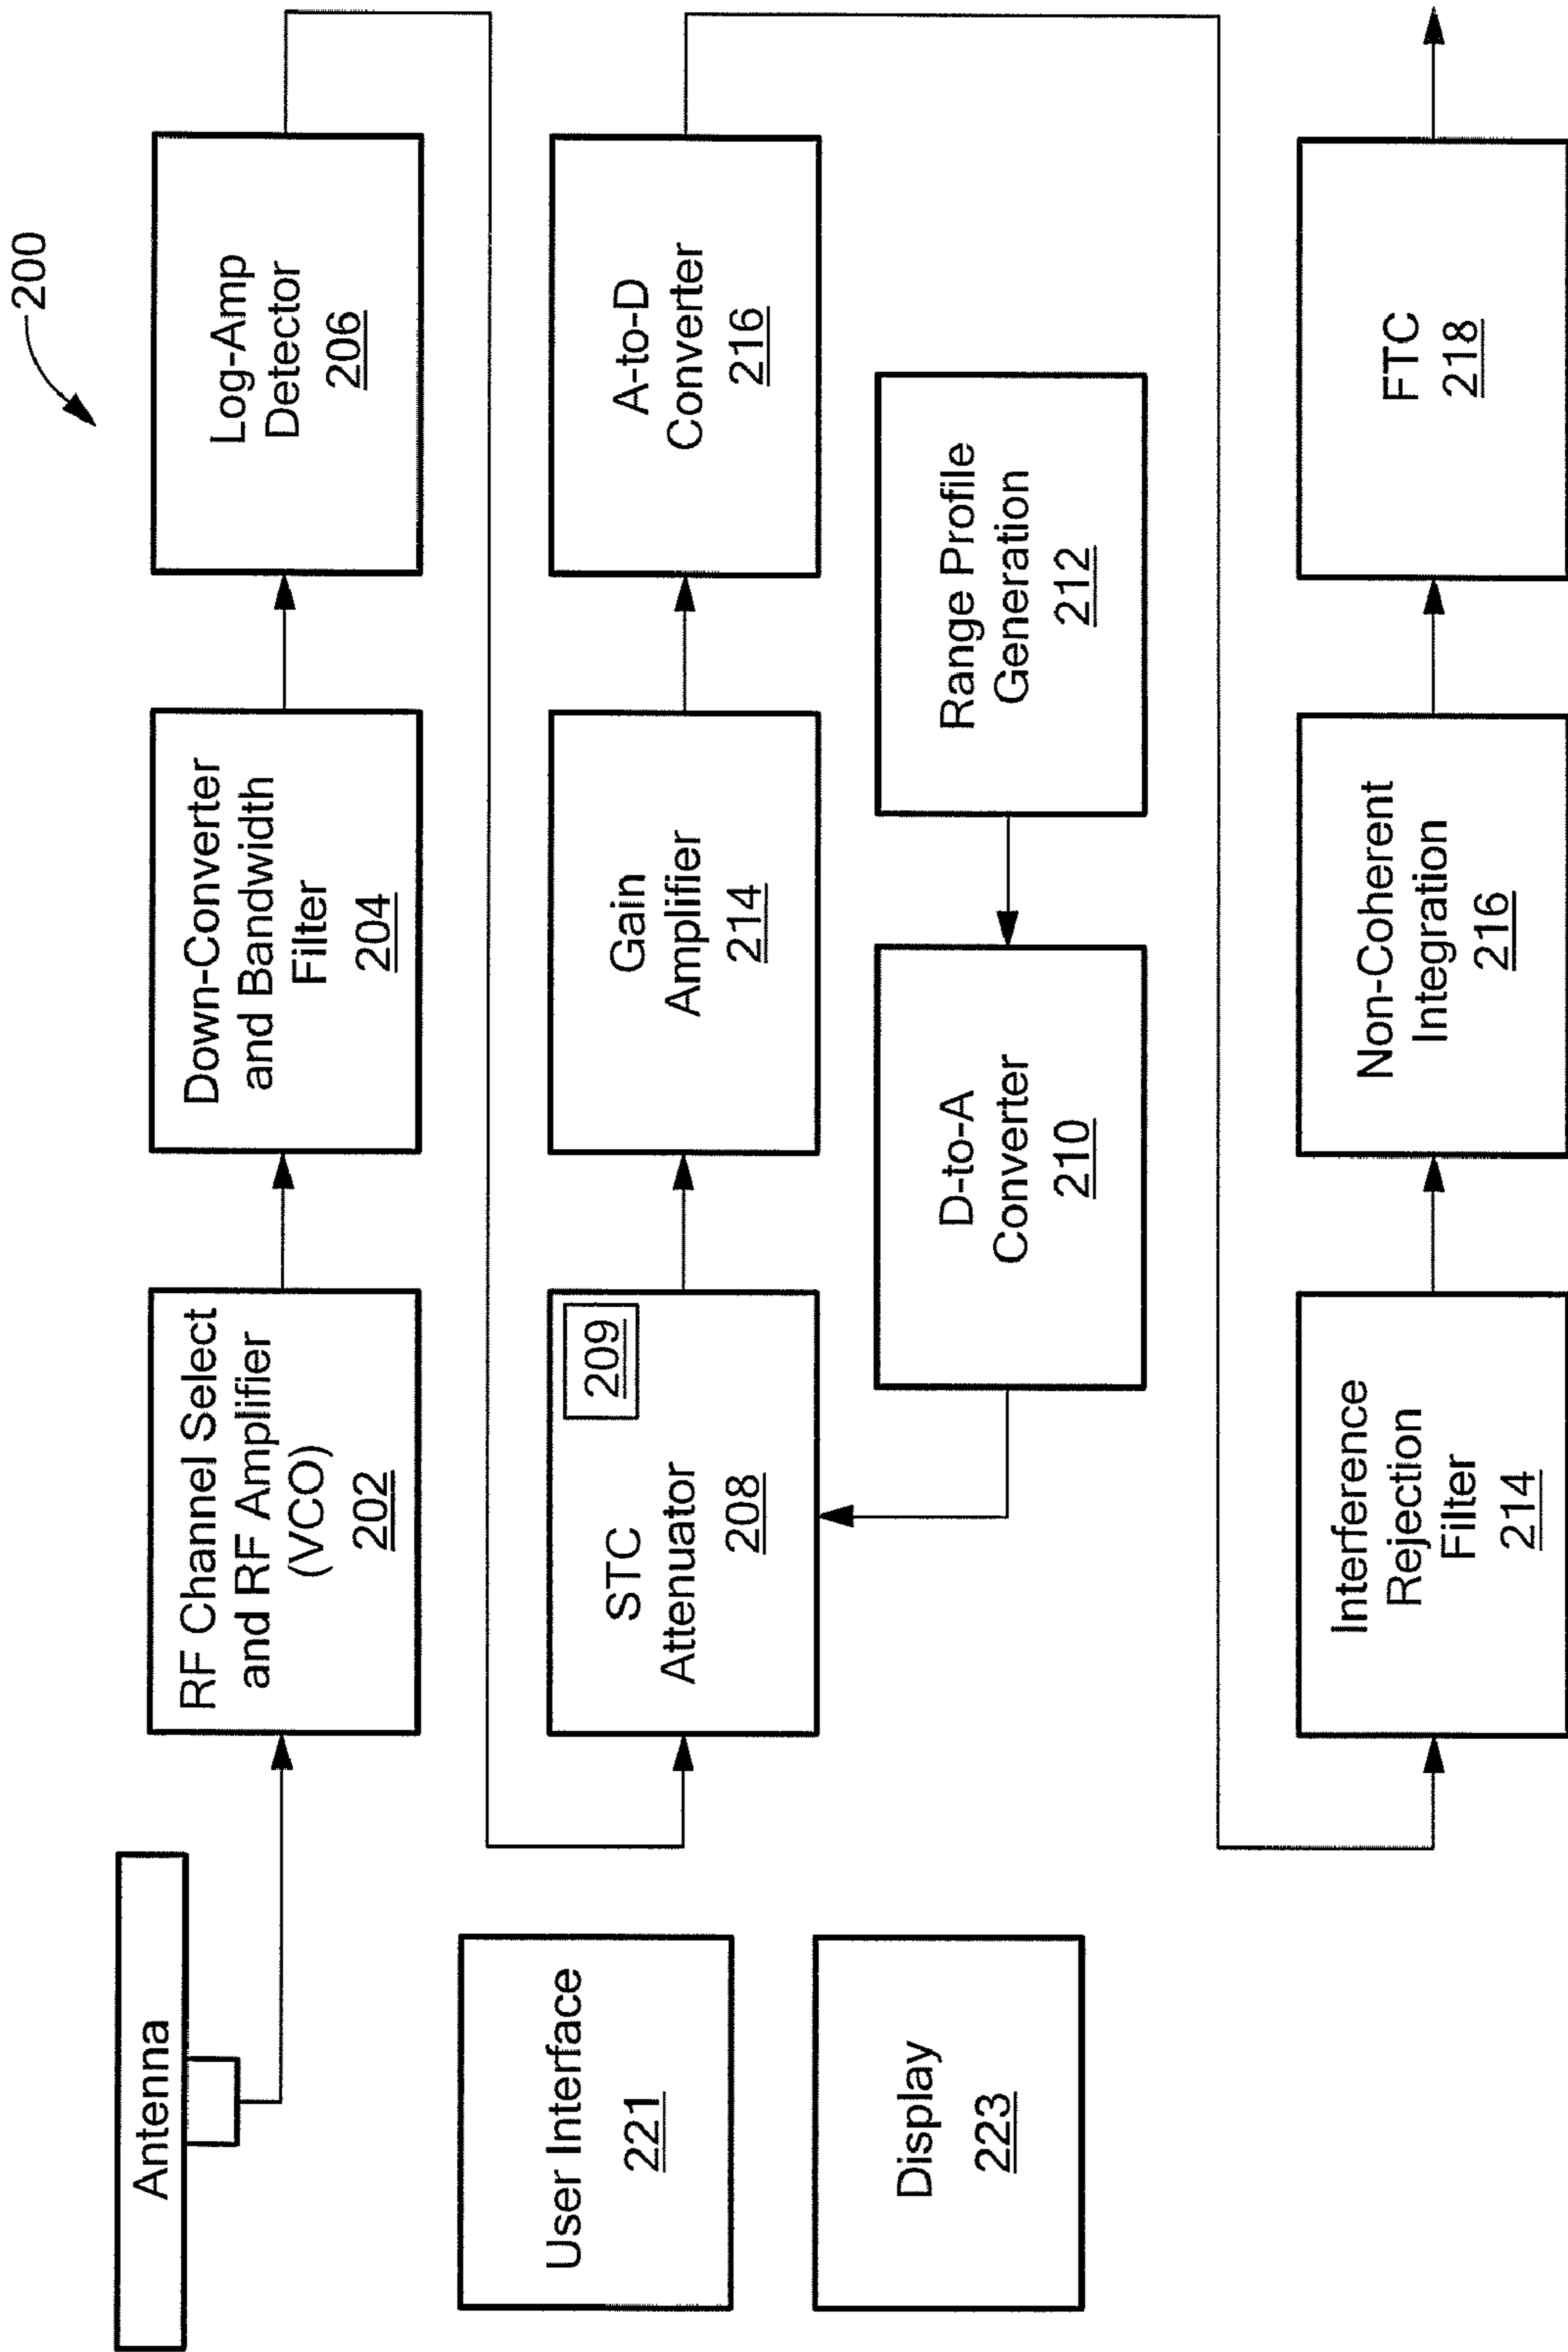 200
Antenna
RF Channel Select
and RF Amplifier
(VCO)
202
Down-Converter
and Bandwidth
Filter
204
Log-Amp
Detector
206
User Interface
221
STC
Attenuator
208
209
Gain
Amplifier
214
A-to-D
Converter
216
Display
223
D-to-A
Converter
210
Range Profile
Generation
212
Interference
Rejection
Filter
214
Non-Coherent
Integration
216
FTC
218